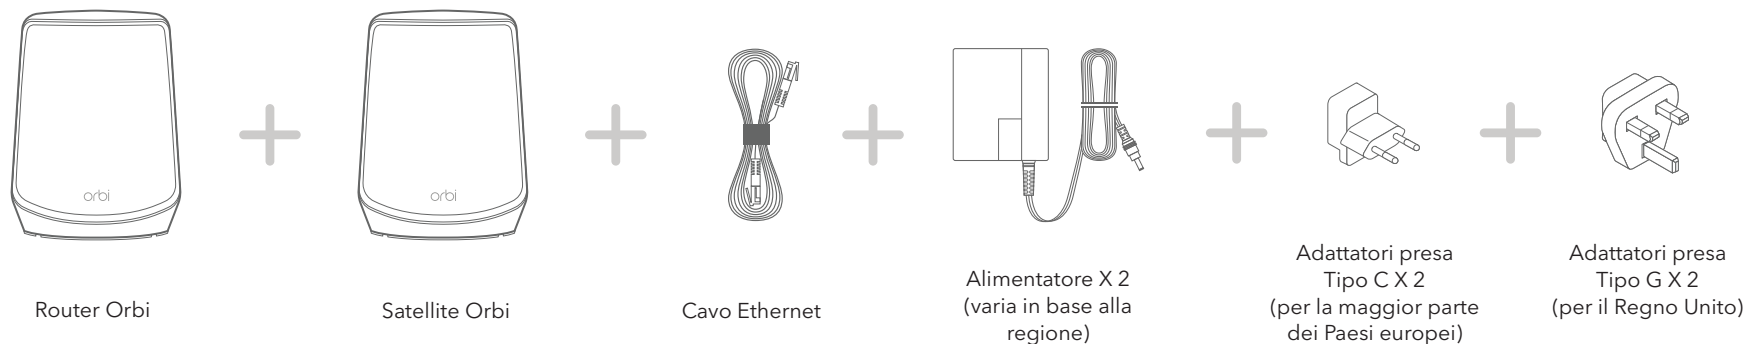 orbi
orbi
Router Orbi
Satellite Orbi
Cavo Ethernet
Alimentatore X 2
(varia in base alla
regione)
Adattatori presa
Tipo C X 2
(per la maggior parte
dei Paesi europei)
Adattatori presa
Tipo G X 2
(per il Regno Unito)